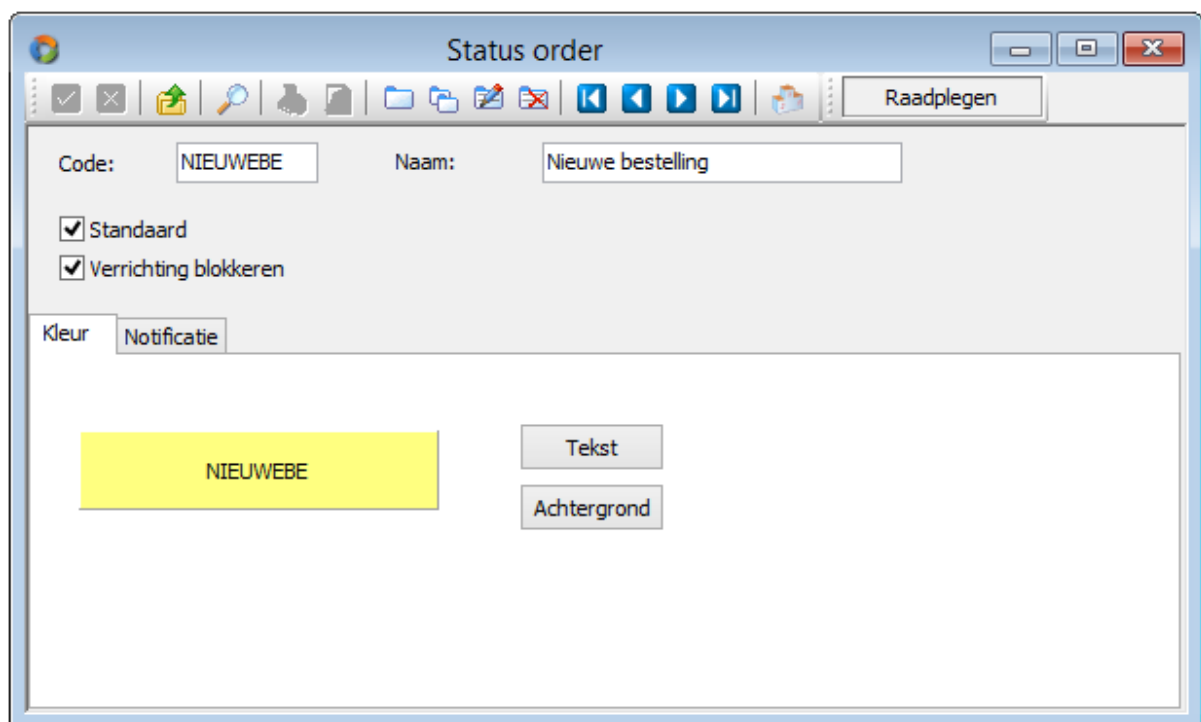 Status order
Raadplegen
Code: NIEUWEBE Naam: Nieuwe bestelling
Standaard
Verrichting blokkeren
Kleur Notificatie
NIEUWEBE Tekst
Achtergrond